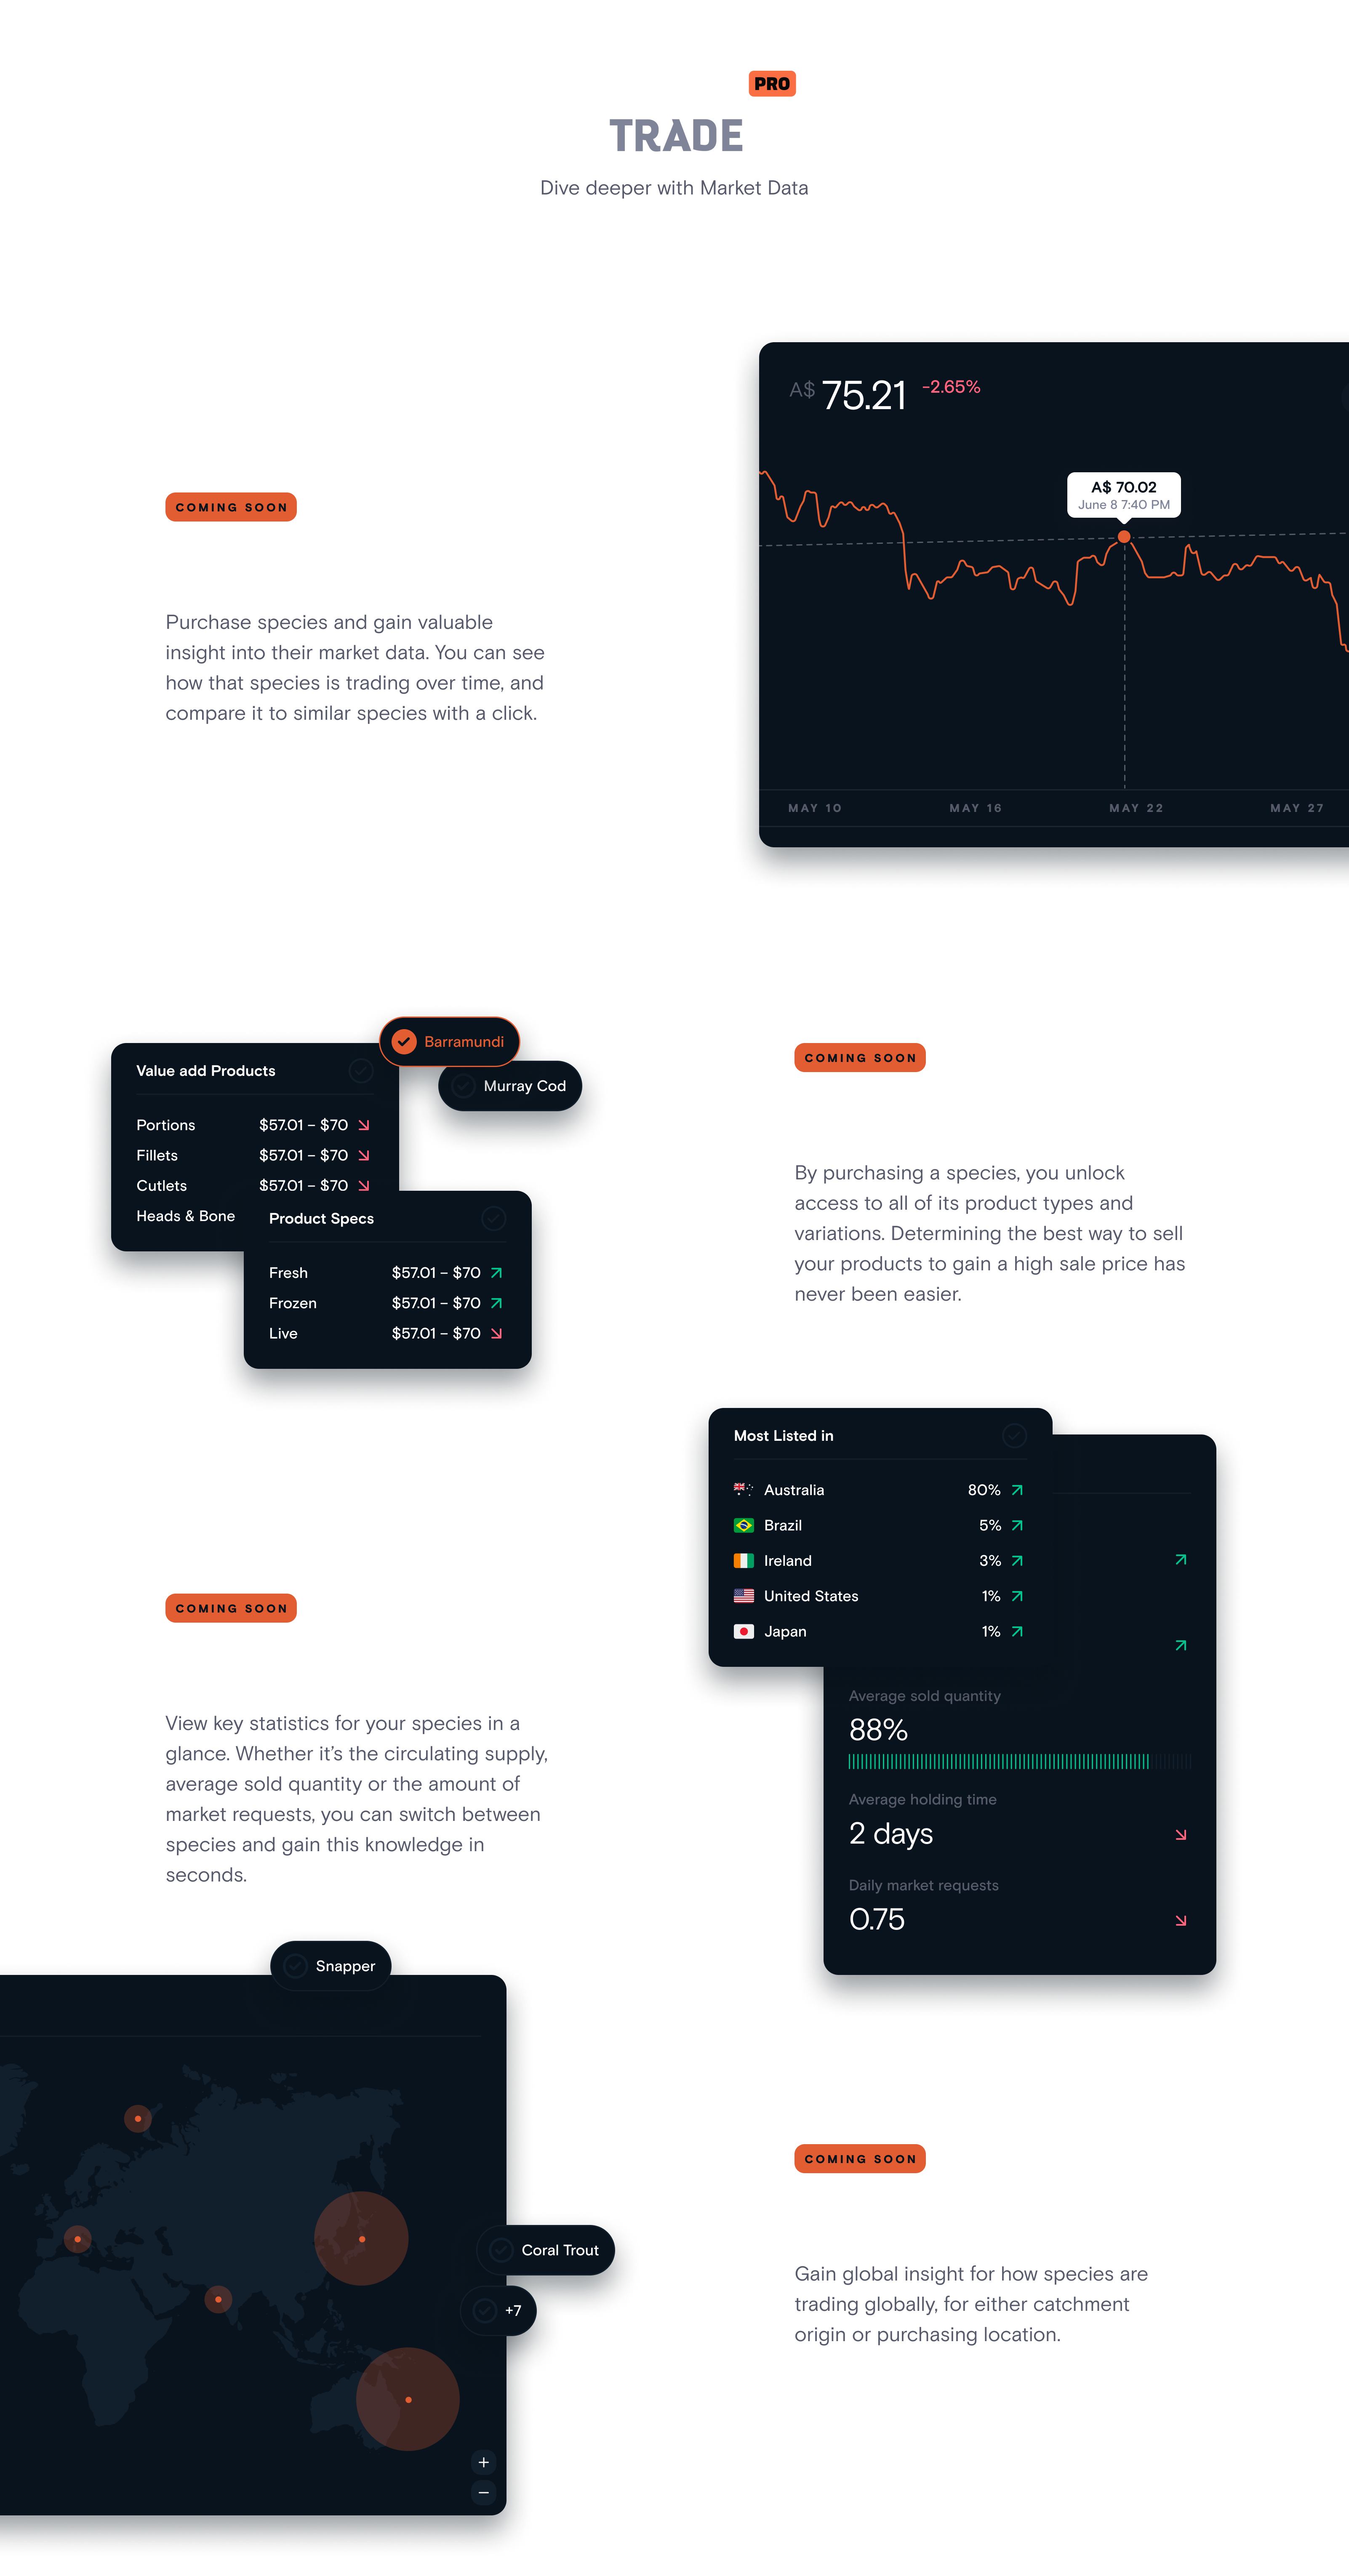 PRO
TRADE
Dive deeper with Market Data
A$ 75.21 -2.65%
A$ 70.02
June 8 7:40 PM
MAY 10 MAY 16 MAY 22 MAY 27
COMING SOON
Purchase species and gain valuable
insight into their market data. You can see
how that species is trading over time, and
compare it to similar species with a click.
Barramundi
Murray Cod
Value add Products
Portions $57.01 – $70
Fillets $57.01 – $70
Cutlets $57.01 – $70
Heads & Bone
Product Specs
Fresh $57.01 – $70
Frozen $57.01 – $70
Live $57.01 – $70
COMING SOON
By purchasing a species, you unlock
access to all of its product types and
variations. Determining the best way to sell
your products to gain a high sale price has
never been easier.
Most Listed in
Australia 80%
Brazil 5%
Ireland 3%
United States 1%
Japan 1%
Average sold quantity
88%
Average holding time
2 days
Daily market requests
0.75
COMING SOON
View key statistics for your species in a
glance. Whether it’s the circulating supply,
average sold quantity or the amount of
market requests, you can switch between
species and gain this knowledge in
seconds.
Snapper
Coral Trout
+7
+
−
COMING SOON
Gain global insight for how species are
trading globally, for either catchment
origin or purchasing location.